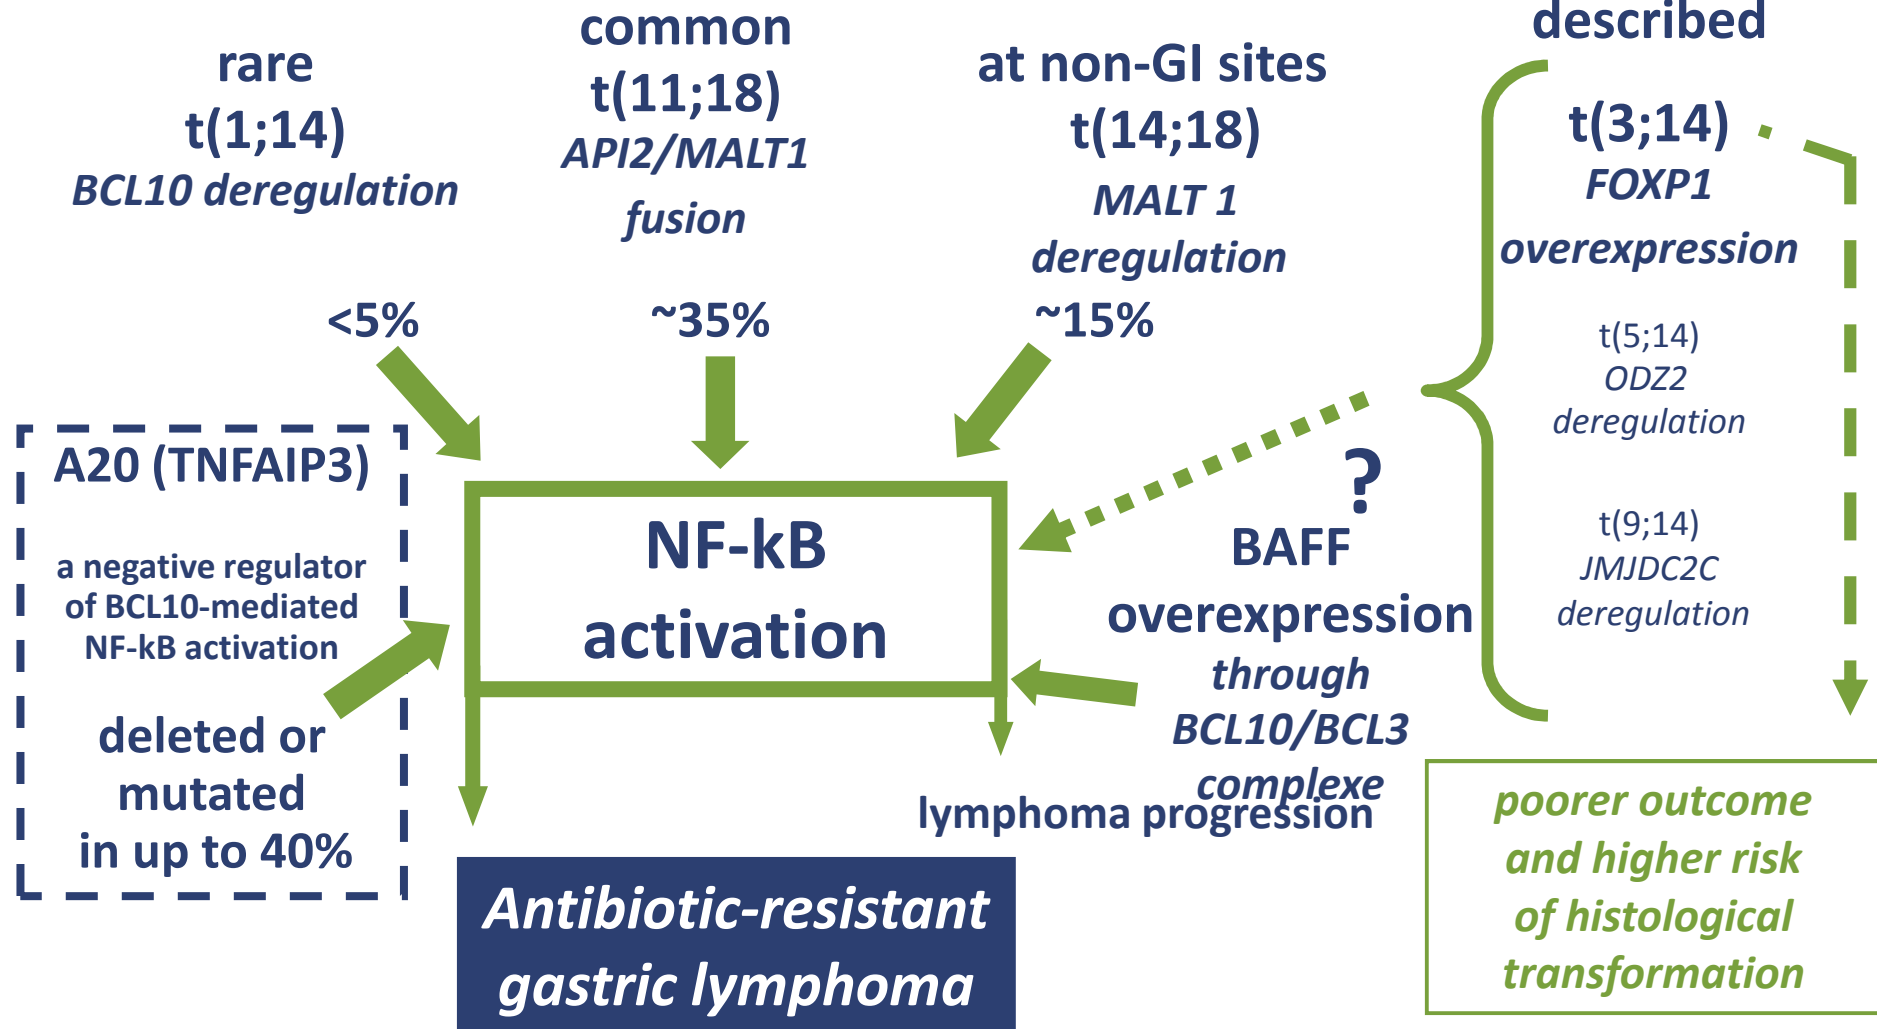 rare
t(1;14)
BCL10 deregulation
<5%
common
t(11;18)
API2/MALT1
fusion
~35%
at non-GI sites
t(14;18)
MALT 1
deregulation
~15%
described
t(3;14)
FOXP1
overexpression
t(5;14)
ODZ2
deregulation
t(9;14)
JMJDC2C
deregulation
A20 (TNFAIP3)
a negative regulator
of BCL10-mediated
NF-kB activation
deleted or
mutated
in up to 40%
NF-kB
activation
?
BAFF
overexpression
through
BCL10/BCL3
complexe
lymphoma progression
Antibiotic-resistant
gastric lymphoma
poorer outcome
and higher risk
of histological
transformation